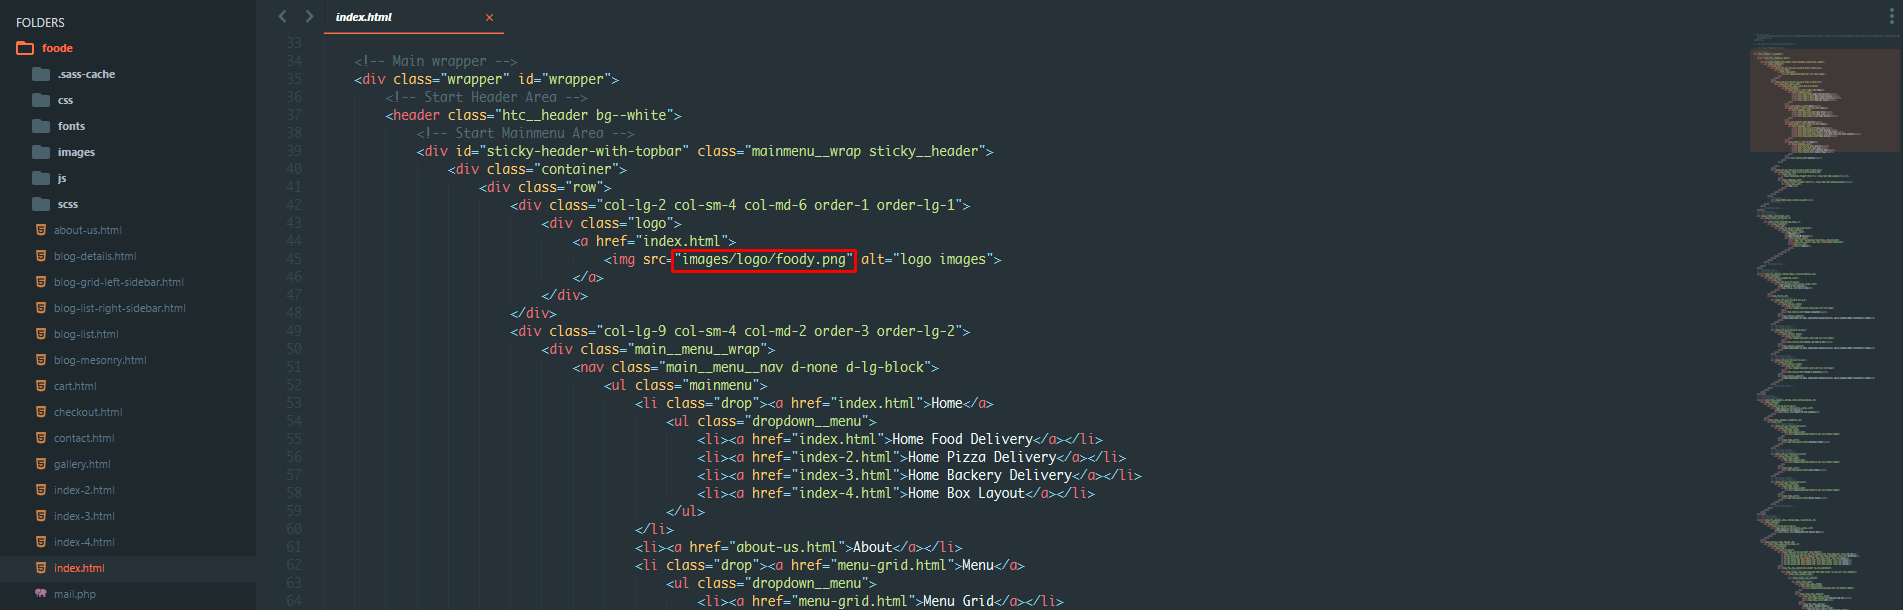 FOLDERS
foode
.sass-cache
css
fonts
images
js
scss
about-us.html
blog-details.html
blog-grid-left-sidebar.html
blog-list-right-sidebar.html
blog-list.html
blog-mesonry.html
cart.html
checkout.html
contact.html
gallery.html
index-2.html
index-3.html
index-4.html
index.html
mail.php
index.html
33
34 <!-- Main wrapper -->
35 <div class="wrapper" id="wrapper">
36 <!-- Start Header Area -->
37 <header class="htc__header bg--white">
38 <!-- Start Mainmenu Area -->
39 <div id="sticky-header-with-topbar" class="mainmenu__wrap sticky__header">
40 <div class="container">
41 <div class="row">
42 <div class="col-lg-2 col-sm-4 col-md-6 order-1 order-lg-1">
43 <div class="logo">
44 <a href="index.html">
45 <img src="images/logo/foody.png" alt="logo images">
46 </a>
47 </div>
48 </div>
49 <div class="col-lg-9 col-sm-4 col-md-2 order-3 order-lg-2">
50 <div class="main__menu__wrap">
51 <nav class="main__menu__nav d-none d-lg-block">
52 <ul class="mainmenu">
53 <li class="drop"><a href="index.html">Home</a>
54 <ul class="dropdown__menu">
55 <li><a href="index.html">Home Food Delivery</a></li>
56 <li><a href="index-2.html">Home Pizza Delivery</a></li>
57 <li><a href="index-3.html">Home Backery Delivery</a></li>
58 <li><a href="index-4.html">Home Box Layout</a></li>
59 </ul>
60 </li>
61 <li><a href="about-us.html">About</a></li>
62 <li class="drop"><a href="menu-grid.html">Menu</a>
63 <ul class="dropdown__menu">
64 <li><a href="menu-grid.html">Menu Grid</a></li>